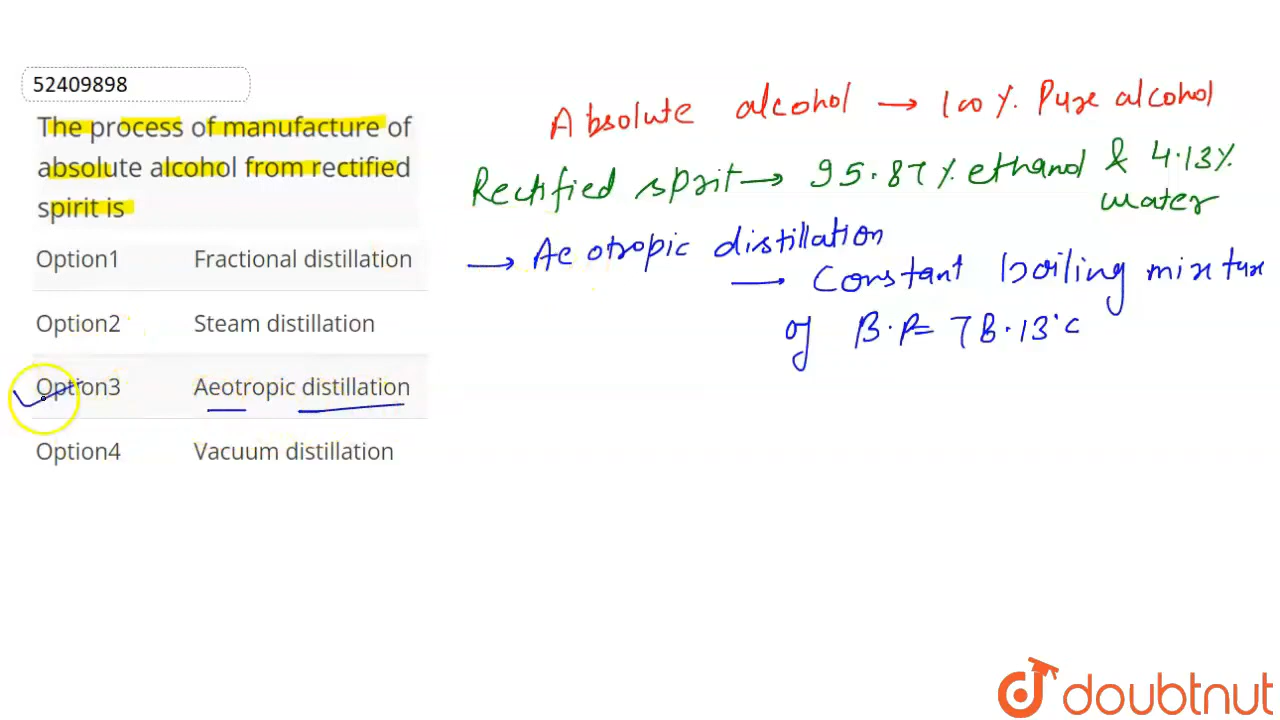 52409898
The process of manufacture of
absolute alcohol from rectified
spirit is
Option1 Fractional distillation
Option2 Steam distillation
Option3 Aeotropic distillation
Option4 Vacuum distillation
Absolute alcohol → 100 %. Pure alcohol
Rectified spirit → 95.87 %. ethanol & 4.13 %.
water
→ Aeotropic distillation
→ Constant boiling mixture
of B.P = 78.13°C
doubtnut